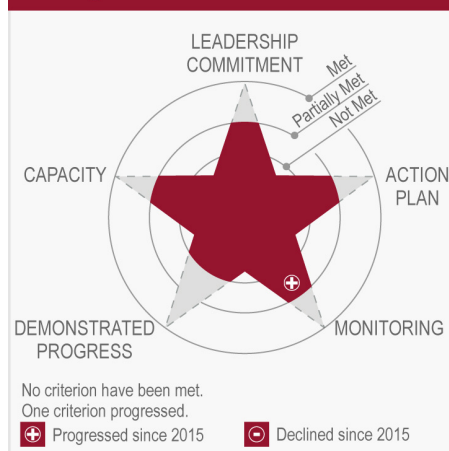 LEADERSHIP
COMMITMENT
Met
Partially Met
Not Met
CAPACITY
ACTION
PLAN
DEMONSTRATED
PROGRESS
MONITORING
No criterion have been met.
One criterion progressed.
Progressed since 2015
Declined since 2015